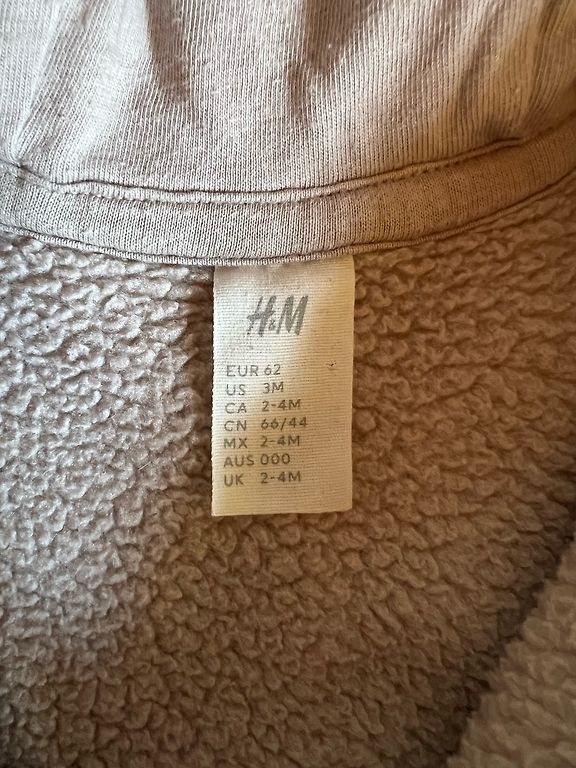 H&M
EUR 62
US 3M
CA 2-4M
CN 66/44
MX 2-4M
AUS 000
UK 2-4M